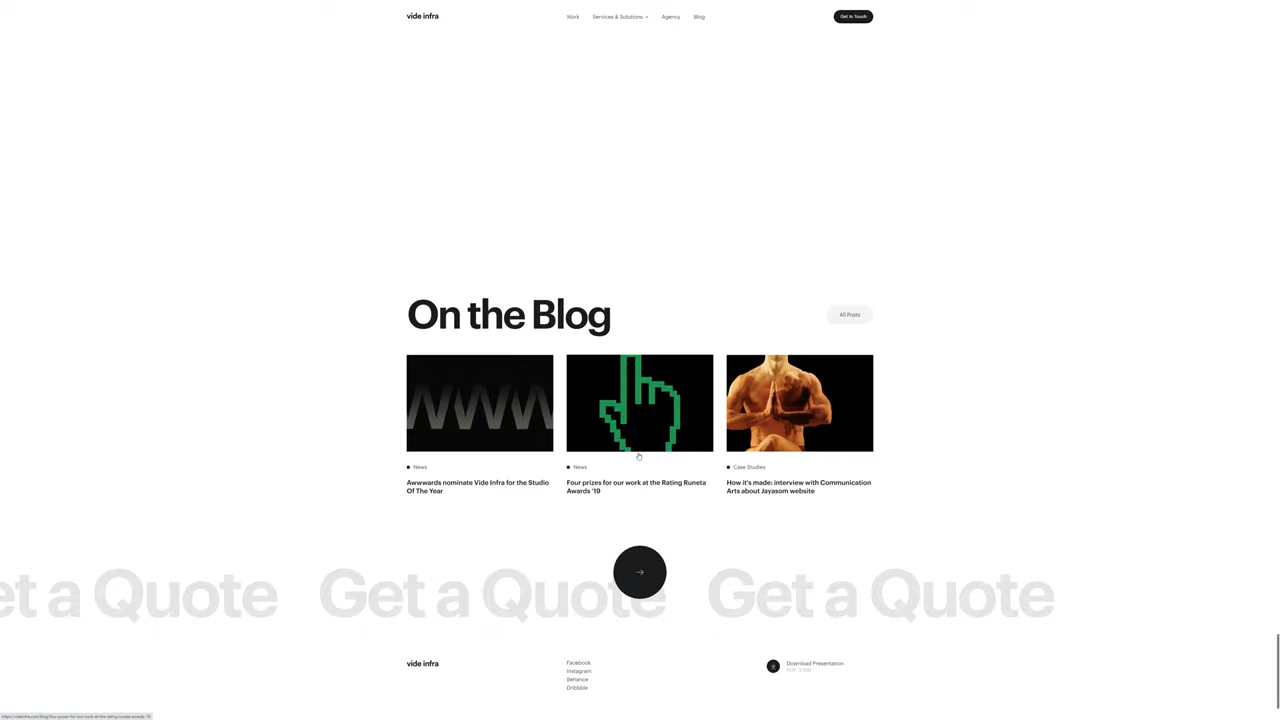 vide infra
Work
Services & Solutions
Agency
Blog
Get In Touch
On the Blog
All Posts
WWW
News
Awwwards nominate Vide Infra for the Studio
Of The Year
News
Four prizes for our work at the Rating Runeta
Awards '19
Case Studies
How it's made: interview with Communication
Arts about Jayasom website
et a Quote Get a Quote Get a Quote
vide infra
Facebook
Instagram
Behance
Dribbble
Download Presentation